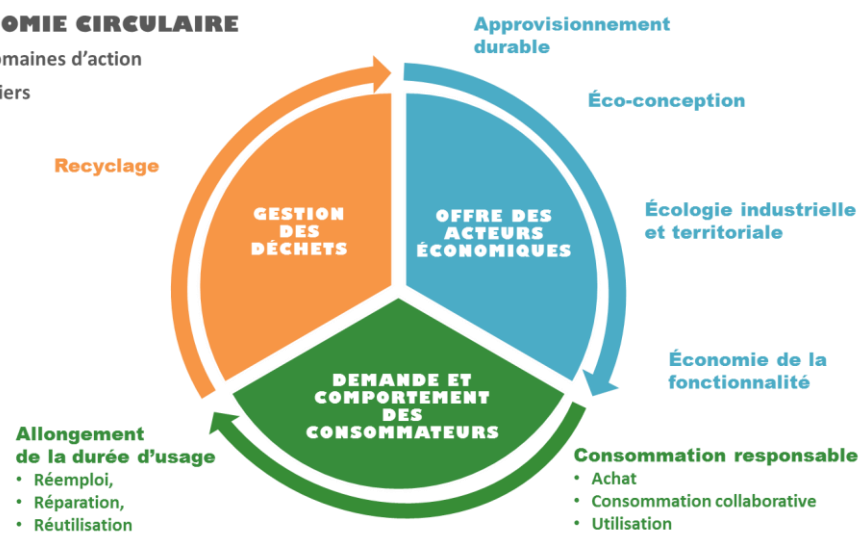 OMIE CIRCULAIRE
maines d'action
iers
Approvisionnement
durable
Éco-conception
Écologie industrielle
et territoriale
Économie de la
fonctionnalité
Recyclage
GESTION
DES
DÉCHETS
OFFRE DES
ACTEURS
ÉCONOMIQUES
DEMANDE ET
COMPORTEMENT
DES
CONSOMMATEURS
Allongement
de la durée d'usage
• Réemploi,
• Réparation,
• Réutilisation
Consommation responsable
• Achat
• Consommation collaborative
• Utilisation